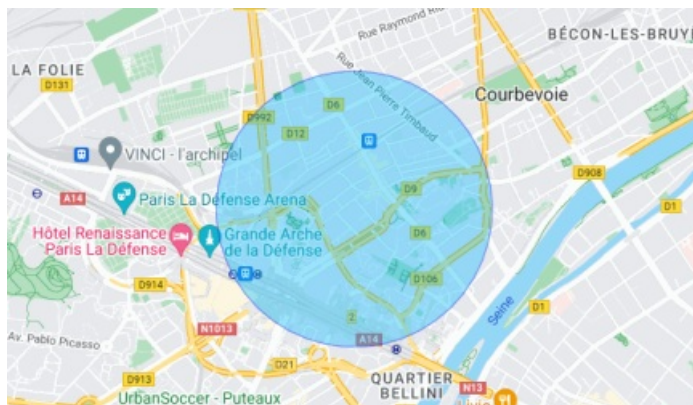 Rue Raymond Ri
BÉCON-LES-BRUY
LA FOLIE
D131
Rue Jean Pierre Timbaud
Courbevoie
D6
D992
D12
VINCI - l'archipel
D908
A14
Paris La Défense Arena
D9
D1
Hôtel Renaissance
Paris La Défense
Grande Arche
de la Défense
D6
D914
D106
Seine
D1
N1013
2
A14
Av. Pablo Picasso
D21
D913
QUARTIER
BELLINI
N13
UrbanSoccer - Puteaux